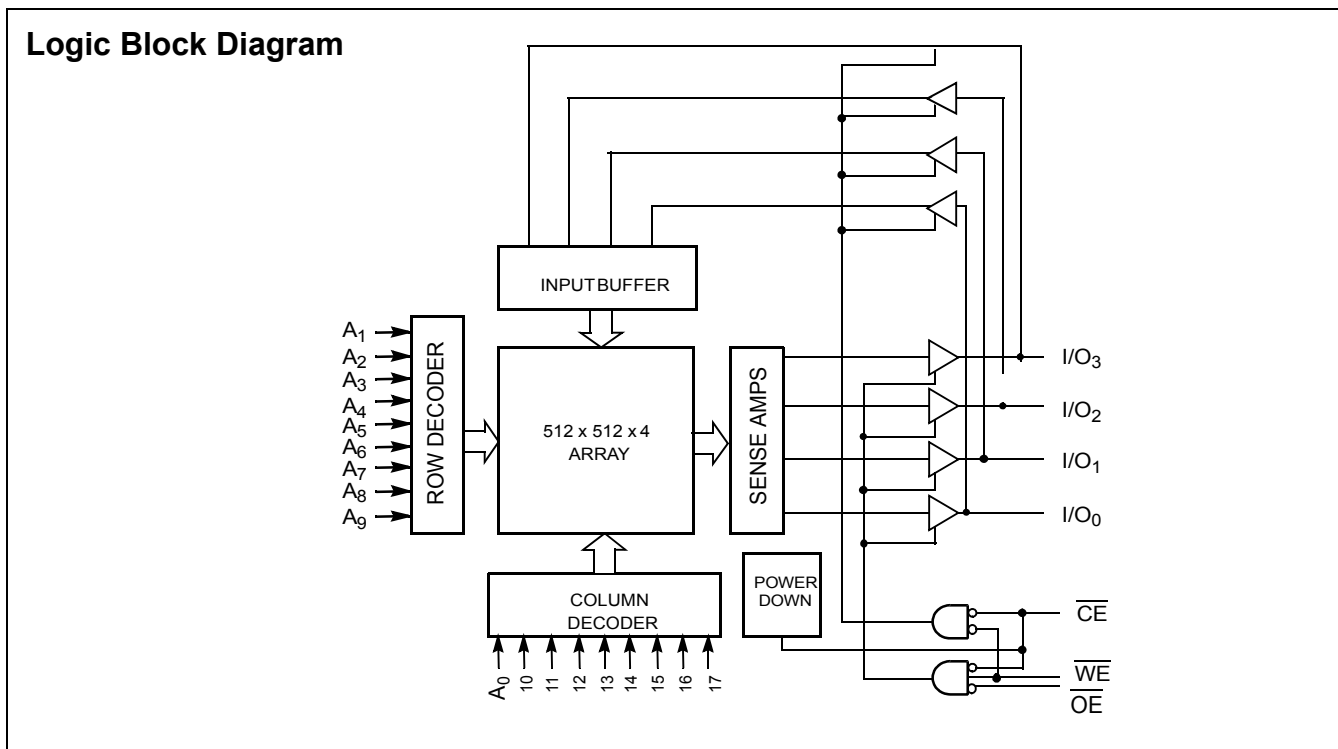 Logic Block Diagram
INPUT BUFFER
A1
A2
A3
A4
A5
A6
A7
A8
A9
ROW DECODER
512 x 512 x 4
ARRAY
SENSE AMPS
I/O3
I/O2
I/O1
I/O0
COLUMN
DECODER
POWER
DOWN
A0
10
11
12
13
14
15
16
17
CE
WE
OE